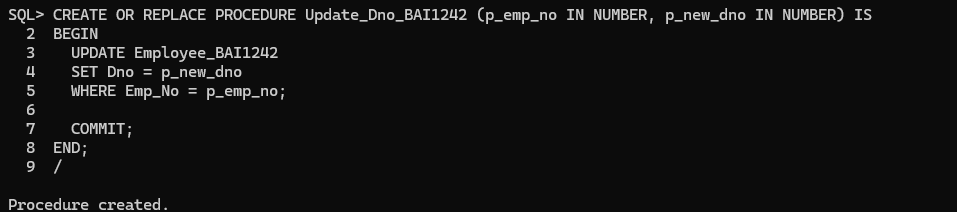 SQL> CREATE OR REPLACE PROCEDURE Update_Dno_BAI1242 (p_emp_no IN NUMBER, p_new_dno IN NUMBER) IS
  2  BEGIN
  3    UPDATE Employee_BAI1242
  4    SET Dno = p_new_dno
  5    WHERE Emp_No = p_emp_no;
  6
  7    COMMIT;
  8  END;
  9  /
Procedure created.